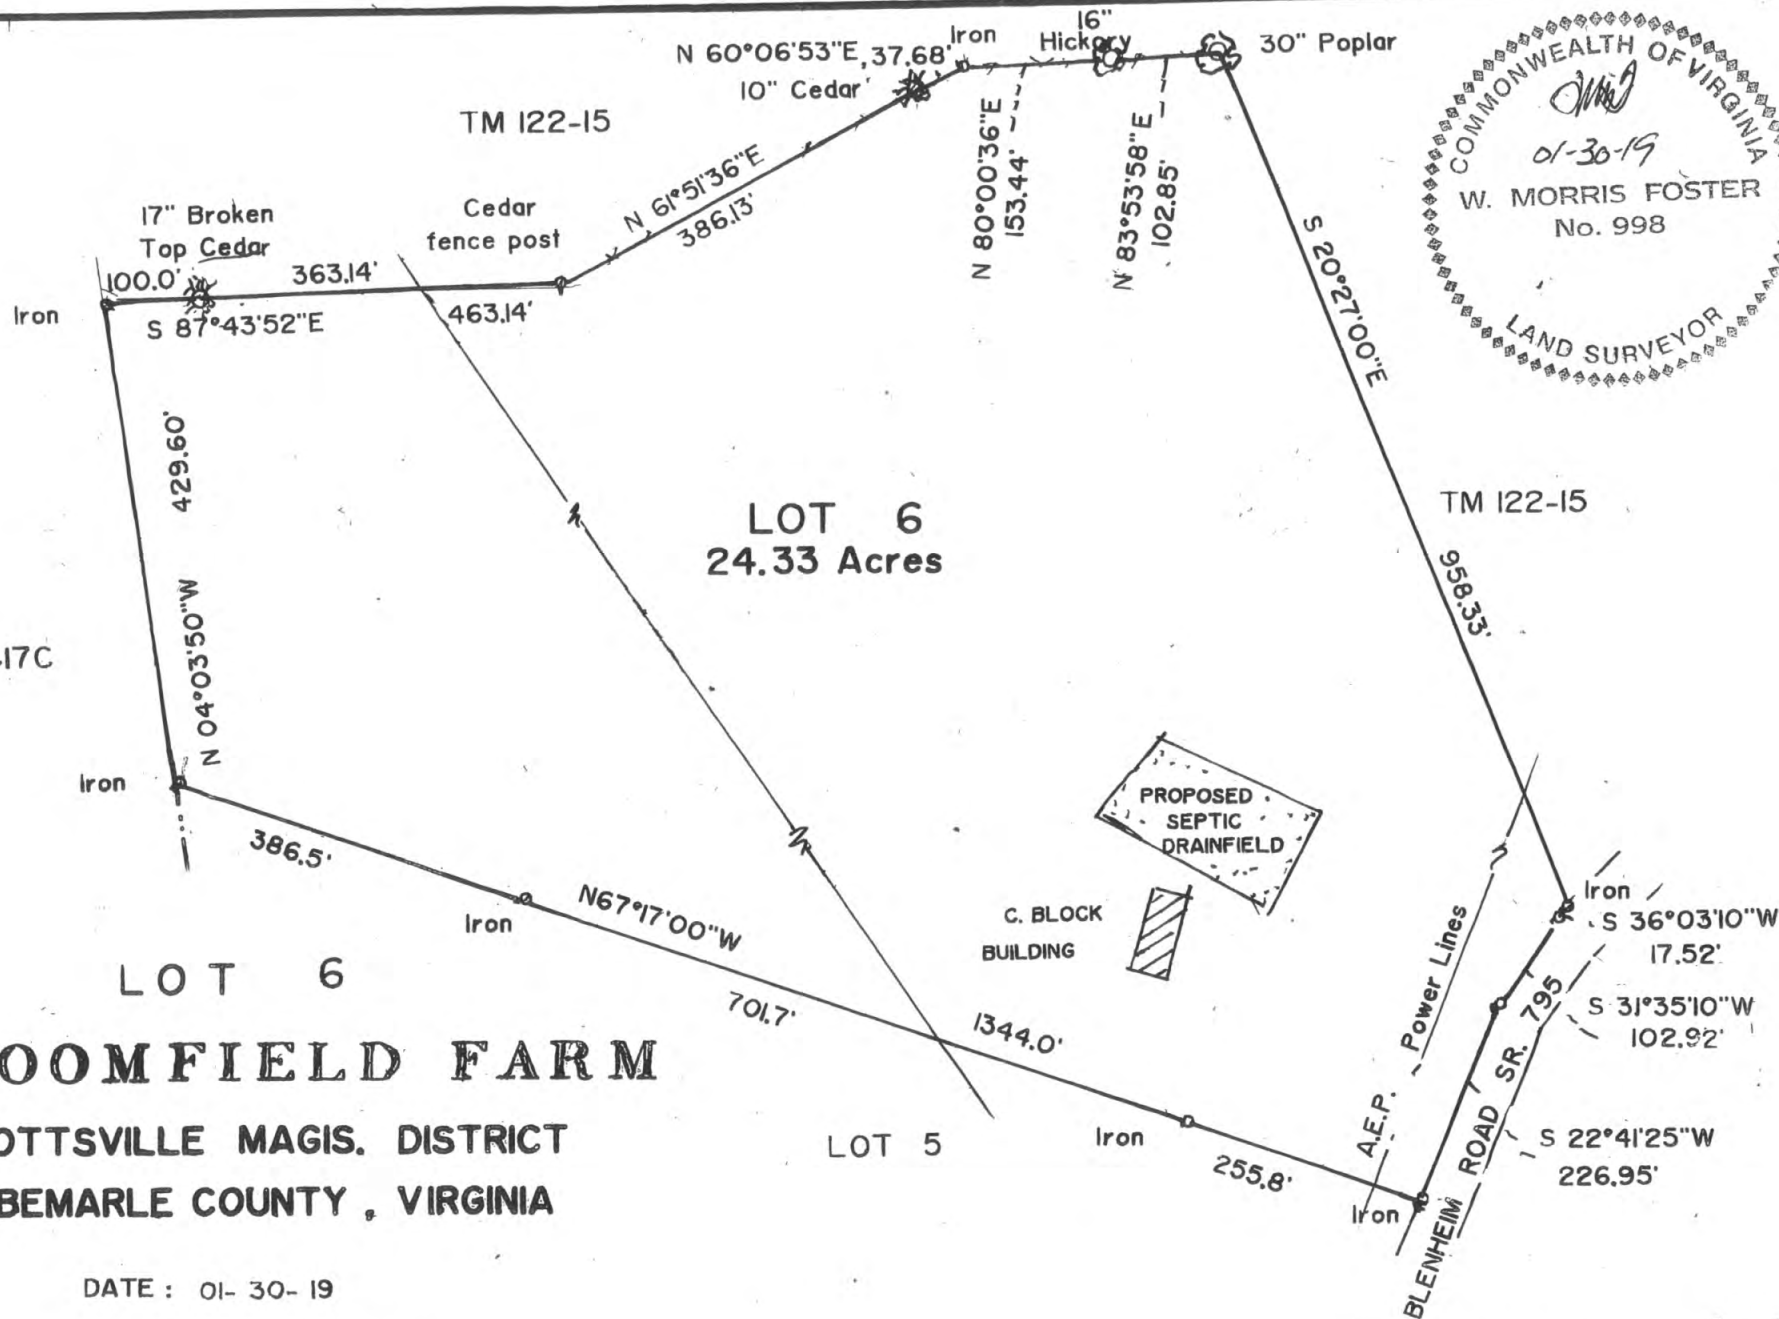 N 60°06'53"E, 37.68'
10" Cedar
Iron
16"
Hickory
30" Poplar
COMMONWEALTH OF VIRGINIA
01-30-19
W. MORRIS FOSTER
No. 998
LAND SURVEYOR
TM 122-15
17" Broken
Top Cedar
Cedar
fence post
N 61°51'36"E
386.13'
N 80°00'36"E
153.44'
N 83°53'58"E
102.85'
S 20°27'00"E
958.33'
100.0'
363.14'
Iron
S 87°43'52"E
463.14'
429.60'
N 04°03'50"W
LOT 6
24.33 Acres
TM 122-15
17C
Iron
386.5'
Iron
N67°17'00"W
701.7'
1344.0'
PROPOSED
SEPTIC
DRAINFIELD
C. BLOCK
BUILDING
A.E.P. Power Lines
Iron
S 36°03'10"W
17.52'
S 31°35'10"W
102.92'
S 22°41'25"W
226.95'
BLENHEIM ROAD SR. 795
Iron
255.8'
Iron
LOT 5
LOT 6
OOMFIELD FARM
OTTSVILLE MAGIS. DISTRICT
BEMARLE COUNTY, VIRGINIA
DATE: 01-30-19